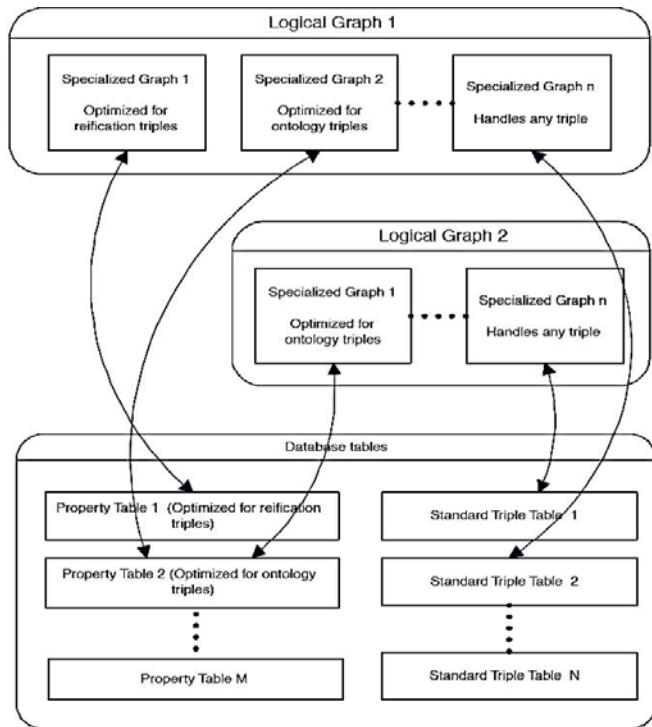 Logical Graph 1
Specialized Graph 1
Optimized for
reification triples
Specialized Graph 2
Optimized for
ontology triples
Specialized Graph n
Handles any triple
Logical Graph 2
Specialized Graph 1
Optimized for
ontology triples
Specialized Graph n
Handles any triple
Database tables
Property Table 1 (Optimized for reification
triples)
Standard Triple Table 1
Property Table 2 (Optimized for ontology
triples)
Standard Triple Table 2
Property Table M
Standard Triple Table N